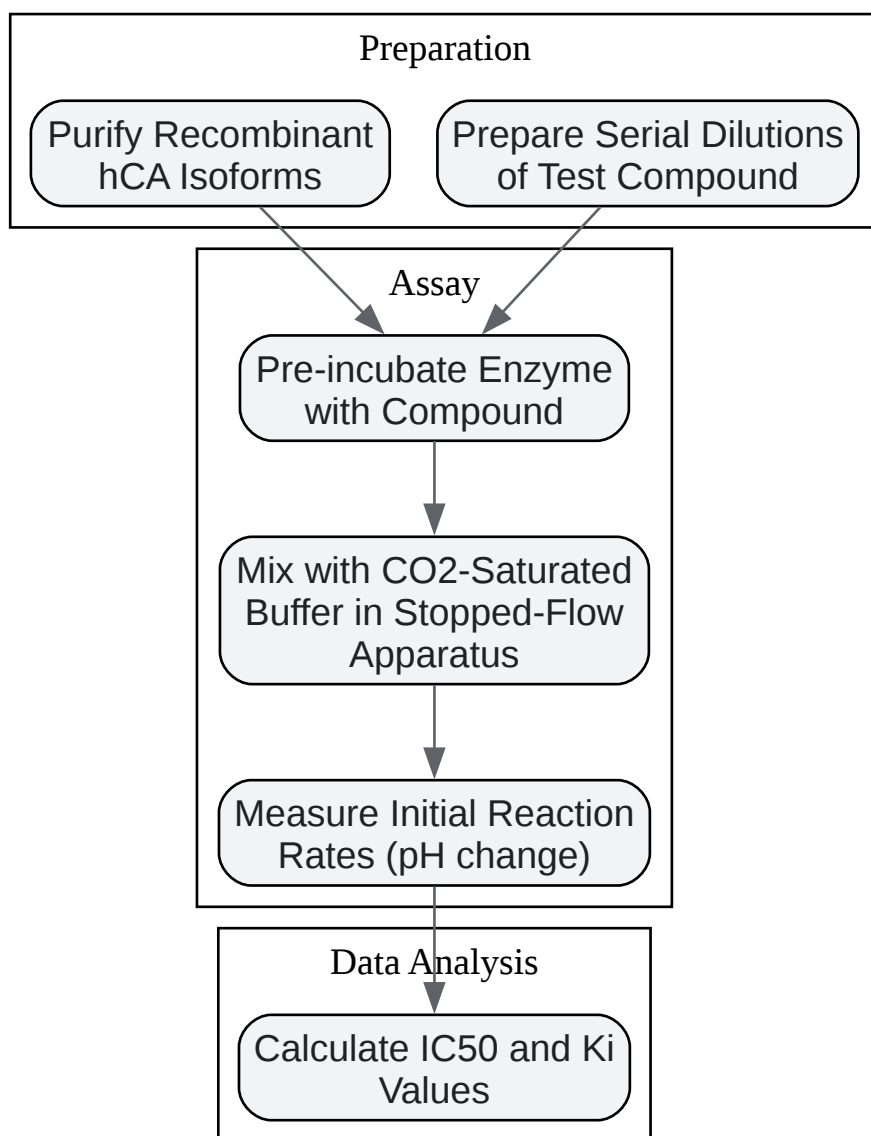 Preparation
Purify Recombinant
hCA Isoforms
Prepare Serial Dilutions
of Test Compound
Assay
Pre-incubate Enzyme
with Compound
Mix with CO2-Saturated
Buffer in Stopped-Flow
Apparatus
Measure Initial Reaction
Rates (pH change)
Data Analysis
Calculate IC50 and Ki
Values